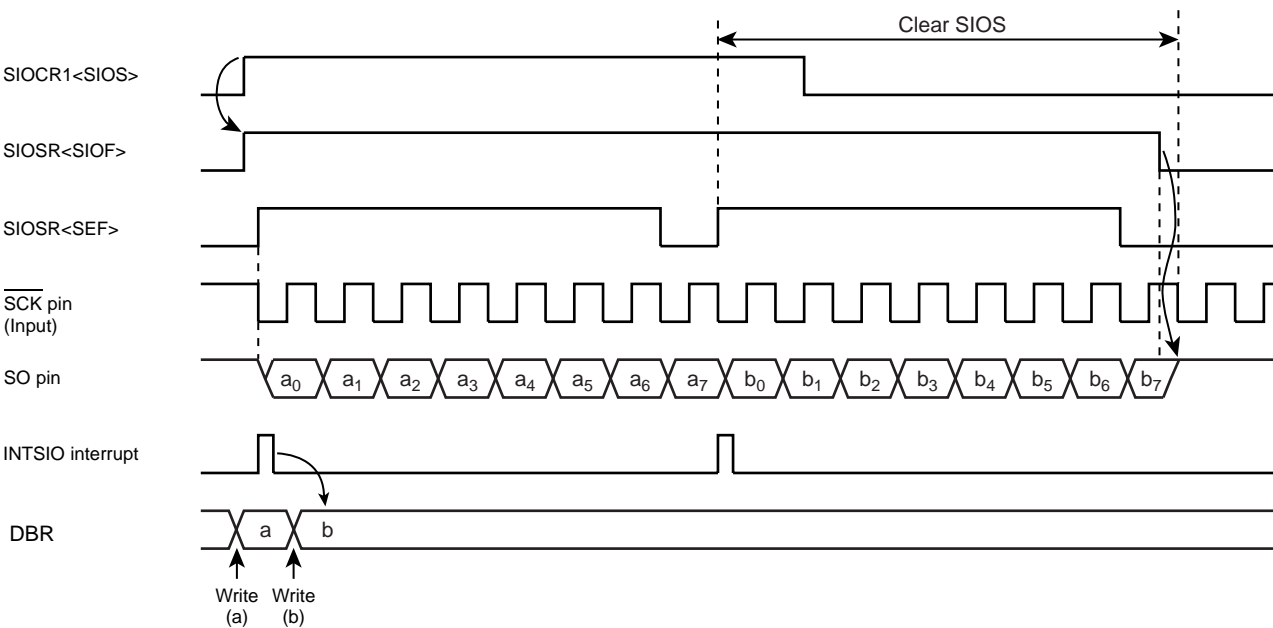 Clear SIOS
SIOCR1<SIOS>
SIOSR<SIOF>
SIOSR<SEF>
SCK pin
(Input)
SO pin
a0 a1 a2 a3 a4 a5 a6 a7 b0 b1 b2 b3 b4 b5 b6 b7
INTSIO interrupt
DBR
a b
Write Write
(a) (b)